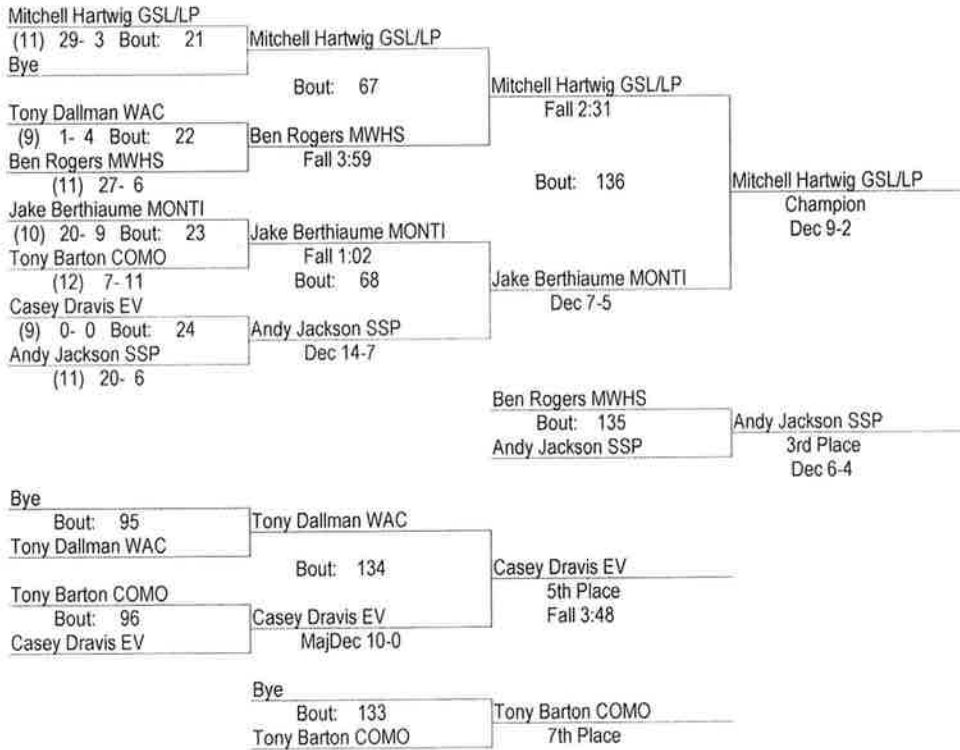 Mitchell Hartwig GSL/LP
(11) 29- 3 Bout: 21
Bye
Mitchell Hartwig GSL/LP
Bout: 67
Tony Dallman WAC
(9) 1- 4 Bout: 22
Ben Rogers MWHS
(11) 27- 6
Ben Rogers MWHS
Fall 3:59
Mitchell Hartwig GSL/LP
Fall 2:31
Bout: 136
Mitchell Hartwig GSL/LP
Champion
Dec 9-2
Jake Berthiaume MONTI
(10) 20- 9 Bout: 23
Tony Barton COMO
(12) 7- 11
Jake Berthiaume MONTI
Fall 1:02
Bout: 68
Casey Dravis EV
(9) 0- 0 Bout: 24
Andy Jackson SSP
(11) 20- 6
Andy Jackson SSP
Dec 14-7
Jake Berthiaume MONTI
Dec 7-5
Ben Rogers MWHS
Bout: 135
Andy Jackson SSP
Andy Jackson SSP
3rd Place
Dec 6-4
Bye
Bout: 95
Tony Dallman WAC
Tony Dallman WAC
Bout: 134
Tony Barton COMO
Bout: 96
Casey Dravis EV
Casey Dravis EV
MajDec 10-0
Casey Dravis EV
5th Place
Fall 3:48
Bye
Bout: 133
Tony Barton COMO
Tony Barton COMO
7th Place